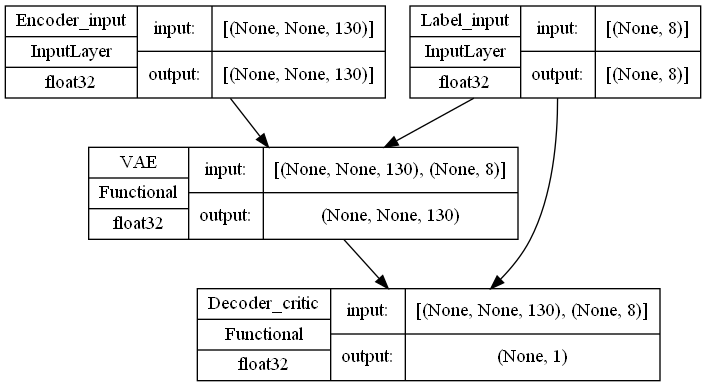 Encoder_input
InputLayer
float32
input:
[(None, None, 130)]
output:
[(None, None, 130)]
Label_input
InputLayer
float32
input:
[(None, 8)]
output:
[(None, 8)]
VAE
Functional
float32
input:
[(None, None, 130), (None, 8)]
output:
(None, None, 130)
Decoder_critic
Functional
float32
input:
[(None, None, 130), (None, 8)]
output:
(None, 1)